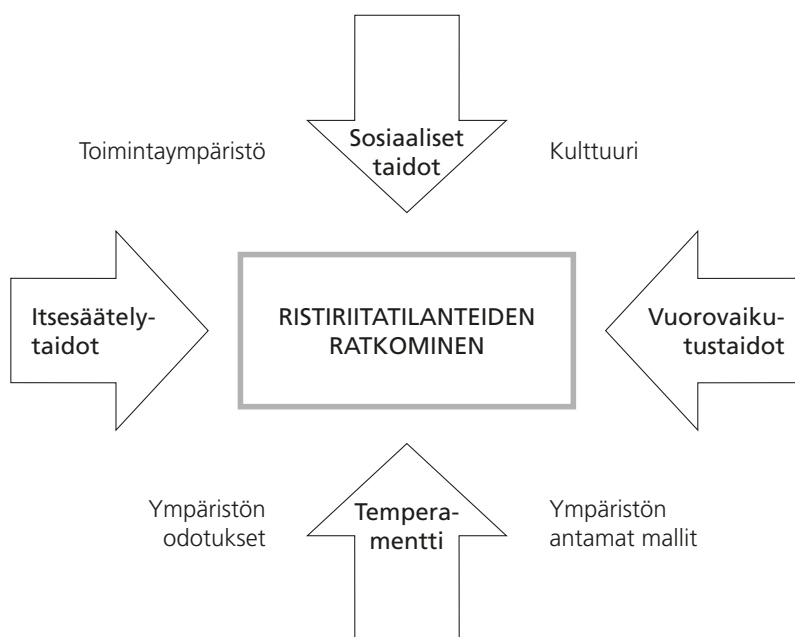 Sosiaaliset
taidot
Toimintaympäristö
Kulttuuri
Itsesäätely-
taidot
RISTIRIITATILANTEIDEN
RATKOMINEN
Vuorovaiku-
tustaidot
Ympäristön
odotukset
Tempera-
mentti
Ympäristön
antamat mallit